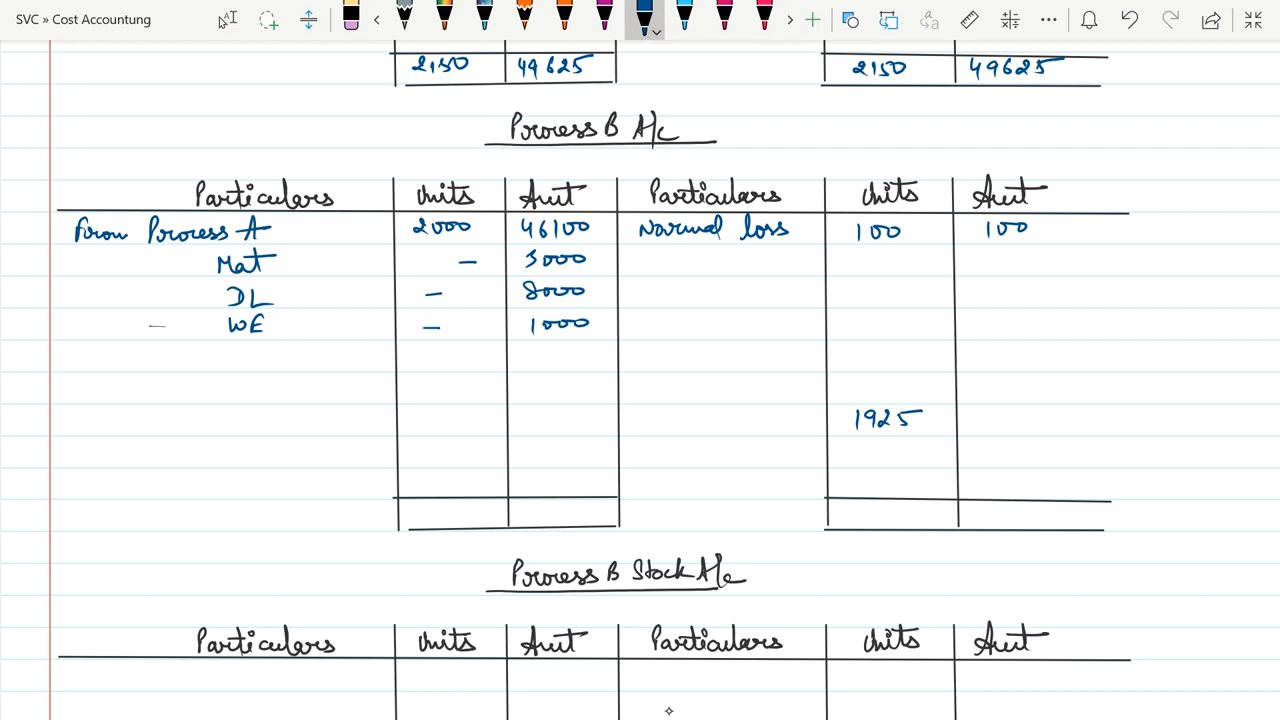 SVC » Cost Accountung
2150 49625 2150 49625
Process B A/c
Particulars Units Amt Particulars Units Amt
From Process A 2000 46100 Normal loss 100 100
Mat - 3000
DL - 8000
- WE - 1000
1925
Process B Stock A/c
Particulars Units Amt Particulars Units Amt